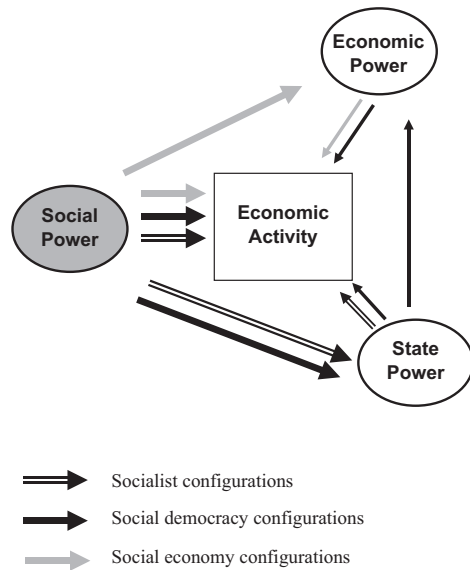 Economic
Power
Social
Power
Economic
Activity
State
Power
Socialist configurations
Social democracy configurations
Social economy configurations